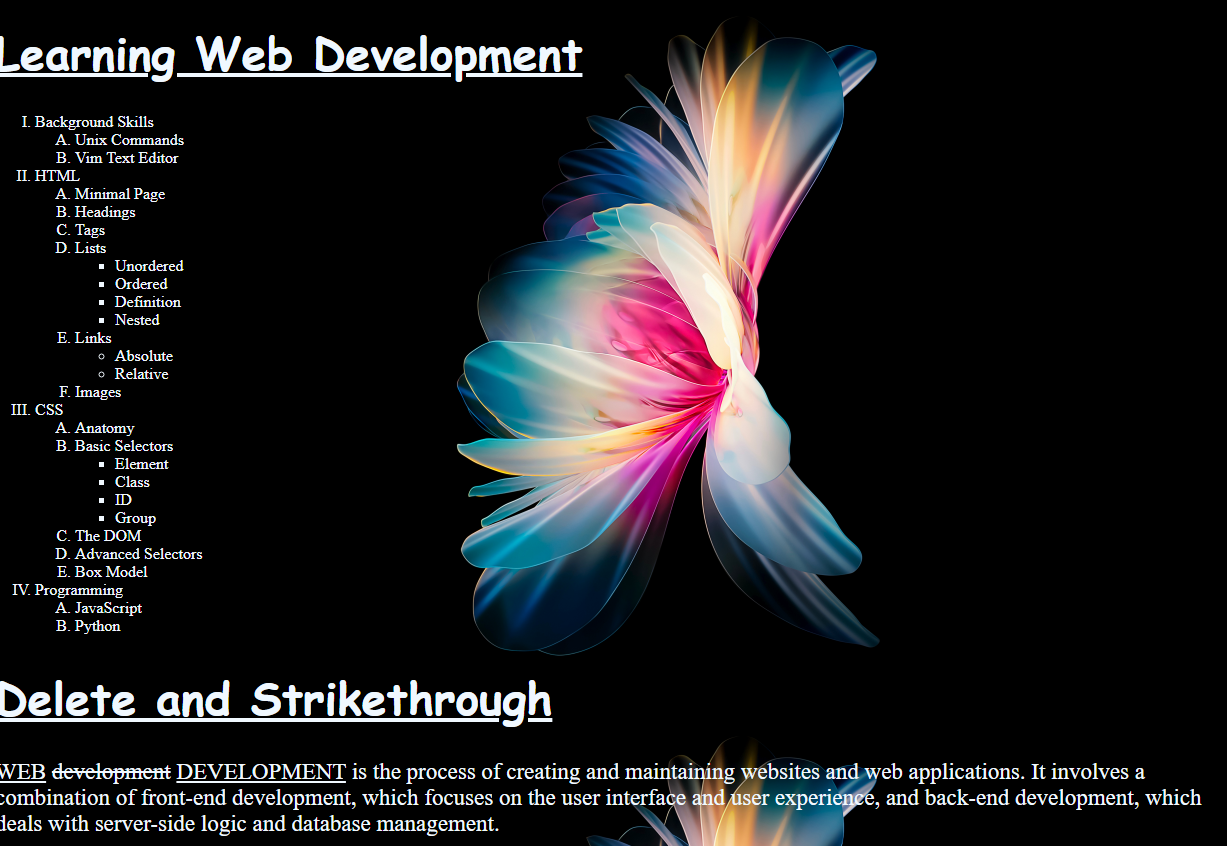 Learning Web Development
I. Background Skills
A. Unix Commands
B. Vim Text Editor
II. HTML
A. Minimal Page
B. Headings
C. Tags
D. Lists
▪ Unordered
▪ Ordered
▪ Definition
▪ Nested
E. Links
○ Absolute
○ Relative
F. Images
III. CSS
A. Anatomy
B. Basic Selectors
▪ Element
▪ Class
▪ ID
▪ Group
C. The DOM
D. Advanced Selectors
E. Box Model
IV. Programming
A. JavaScript
B. Python
Delete and Strikethrough
WEB development DEVELOPMENT is the process of creating and maintaining websites and web applications. It involves a
combination of front-end development, which focuses on the user interface and user experience, and back-end development, which
deals with server-side logic and database management.